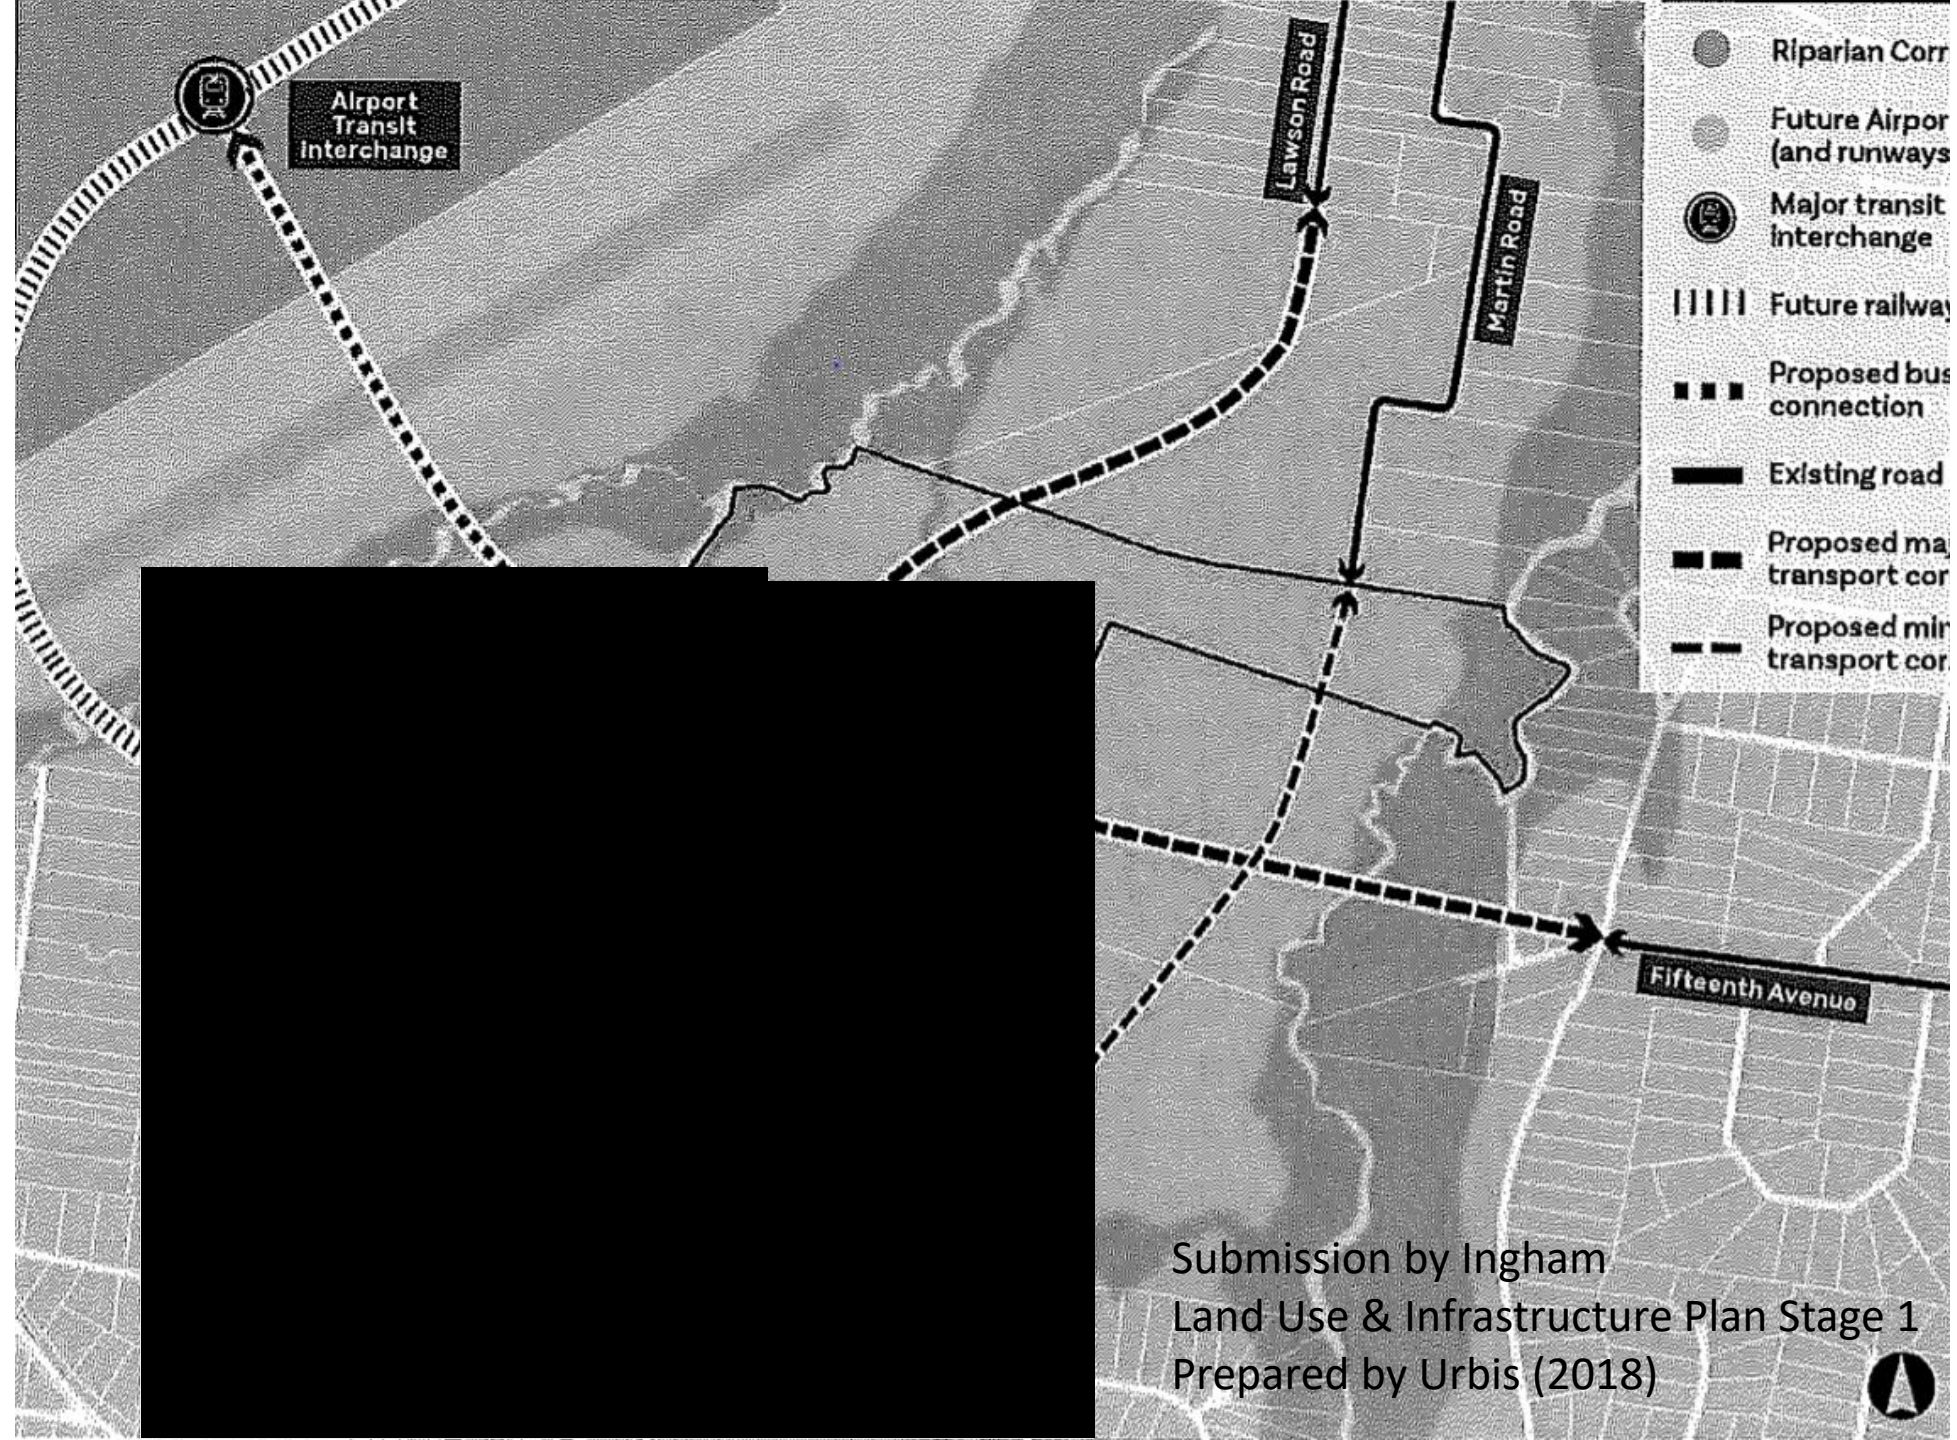 Airport
Transit
Interchange
Lawson Road
Martin Road
Riparian Corr
Future Airpor
(and runways
Major transit
interchange
Future railway
Proposed bus
connection
Existing road
Proposed maj
transport cor
Proposed min
transport cor
Fifteenth Avenue
Submission by Ingham
Land Use & Infrastructure Plan Stage 1
Prepared by Urbis (2018)